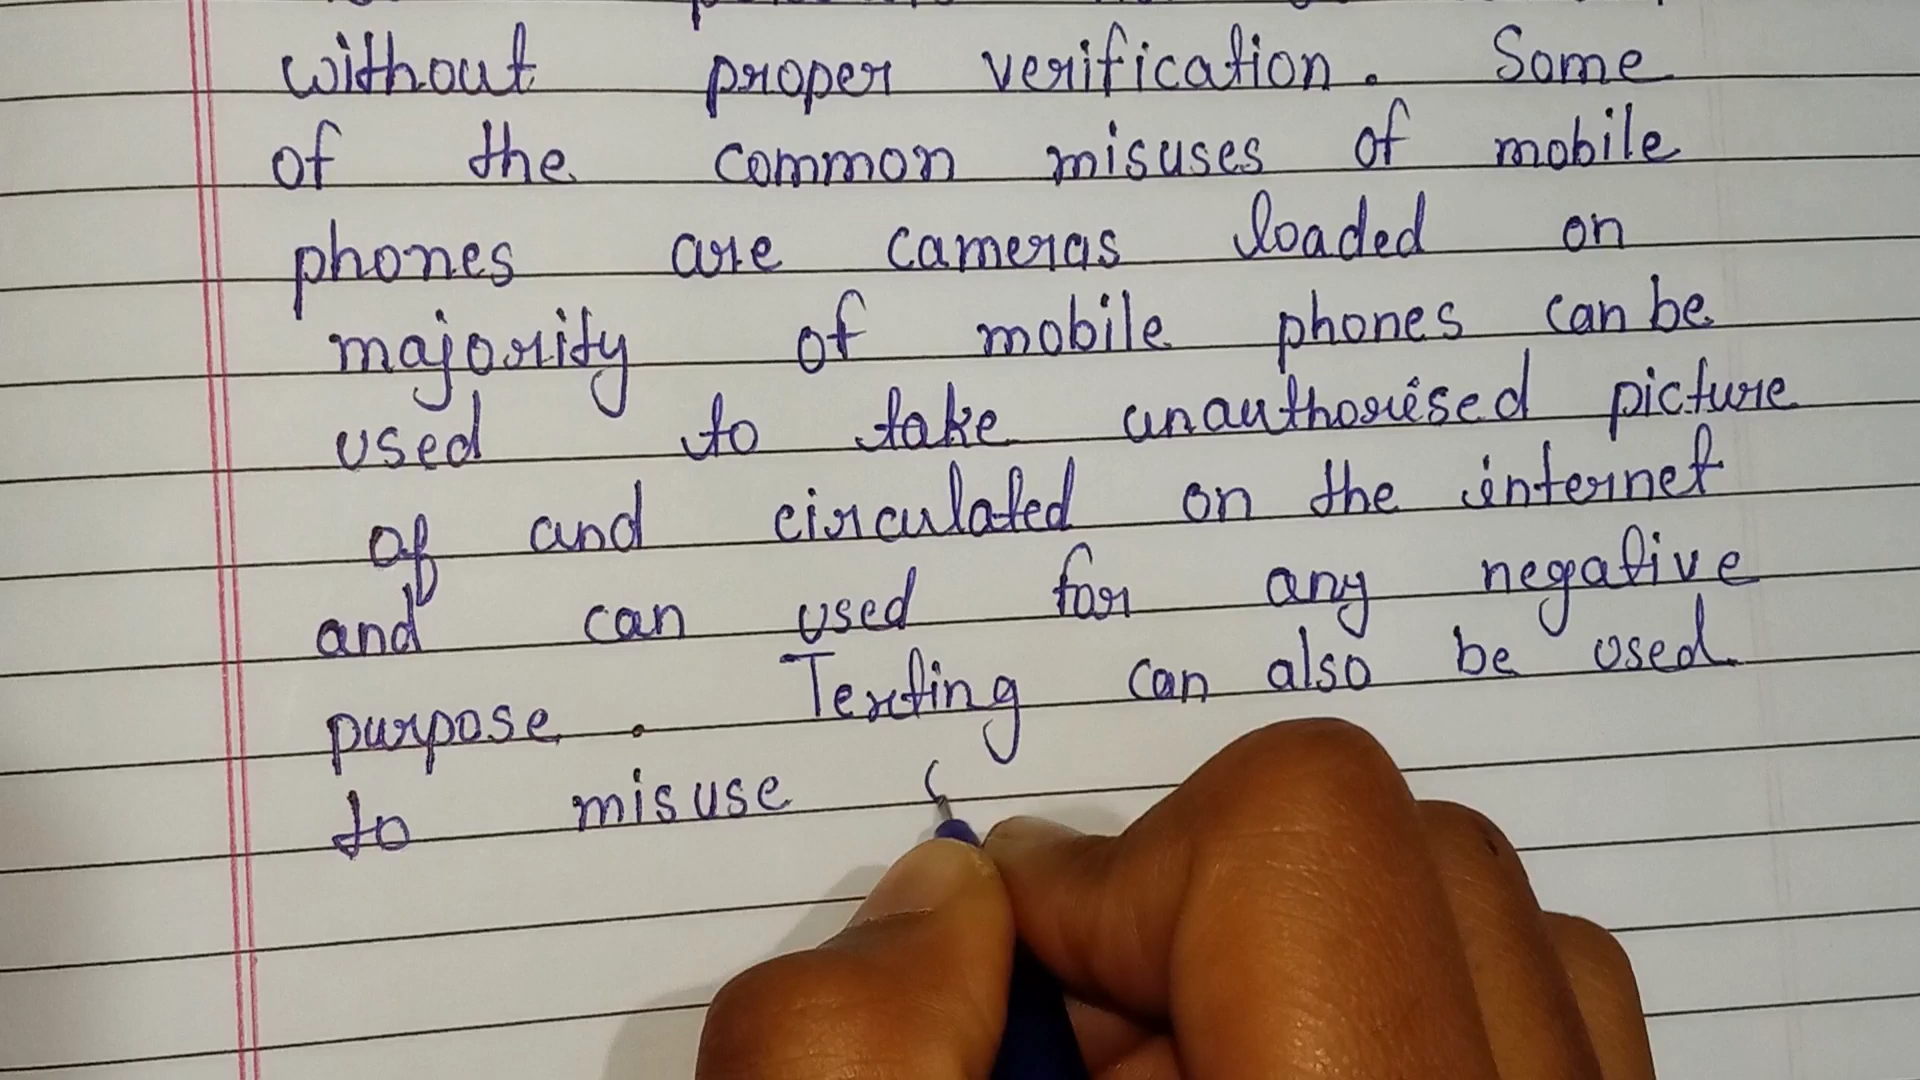 without proper verification. Some
of the common misuses of mobile
phones are cameras loaded on
majority of mobile phones can be
used to take unauthorised picture
of and circulated on the internet
and can used for any negative
purpose. Texting can also be used
to misuse